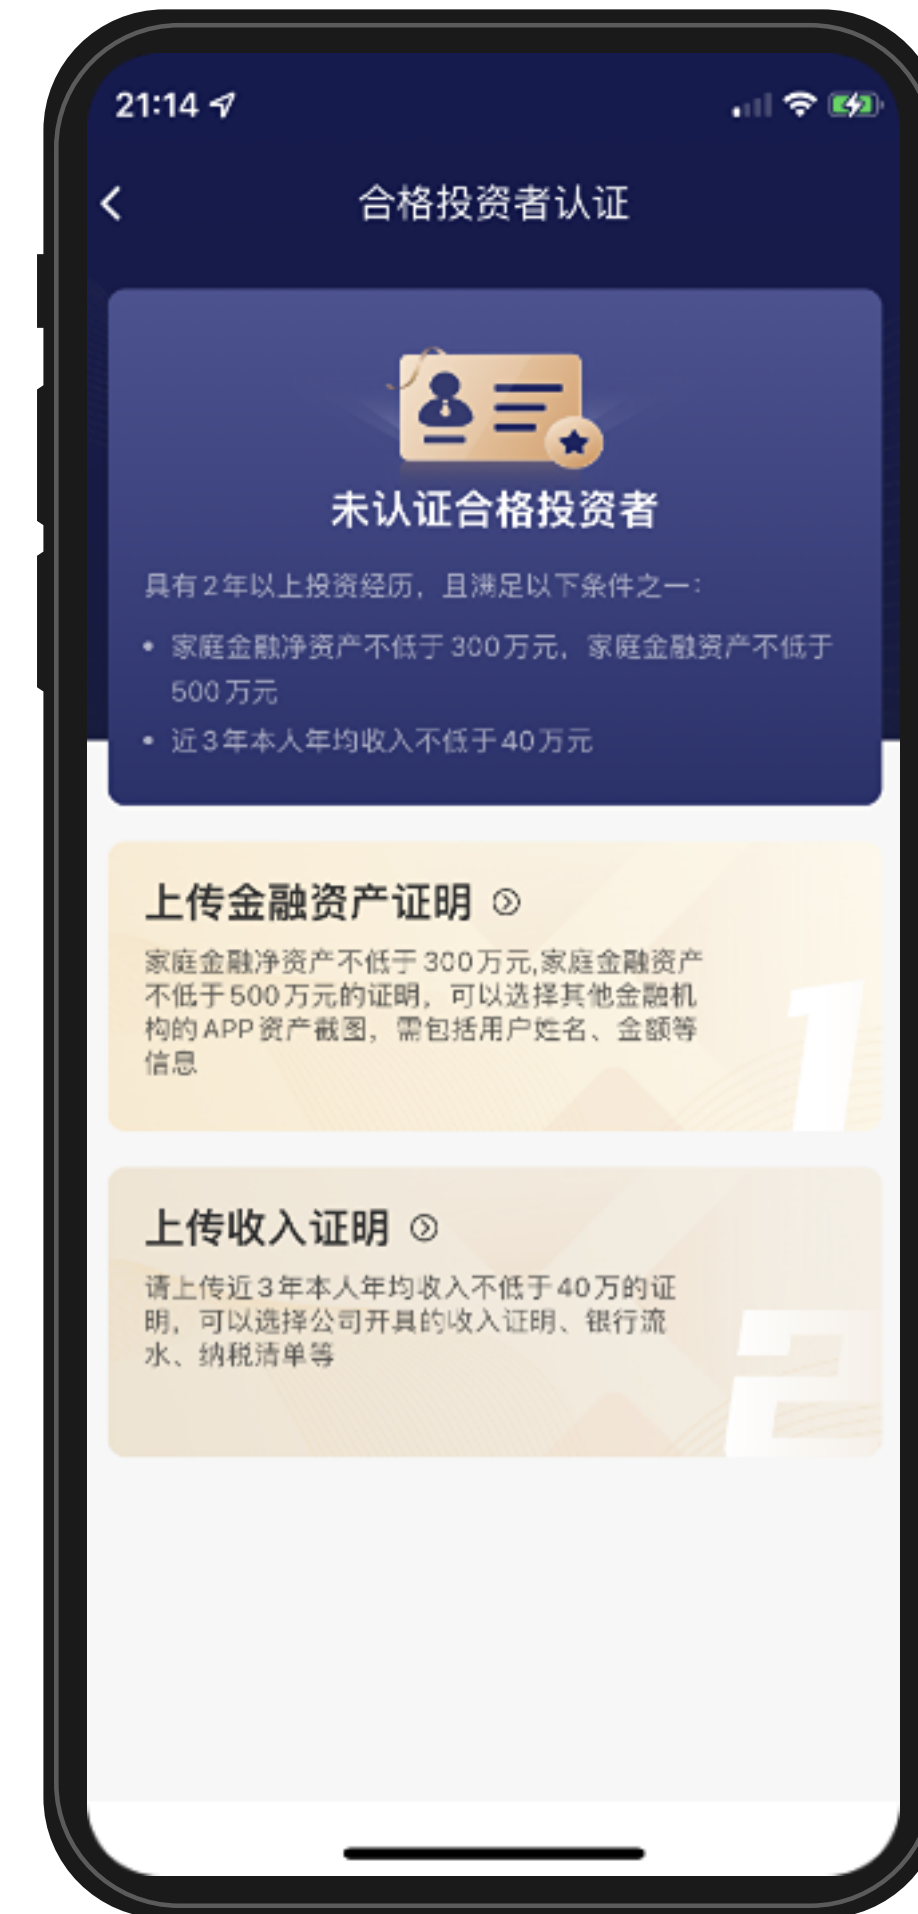 21:14
合格投资者认证
未认证合格投资者
具有2年以上投资经历，且满足以下条件之一：
• 家庭金融净资产不低于300万元，家庭金融资产不低于
500万元
• 近3年本人年均收入不低于40万元
上传金融资产证明
家庭金融净资产不低于300万元,家庭金融资产
不低于500万元的证明，可以选择其他金融机
构的APP资产截图，需包括用户姓名、金额等
信息
1
上传收入证明
请上传近3年本人年均收入不低于40万的证
明，可以选择公司开具的收入证明、银行流
水、纳税清单等
2